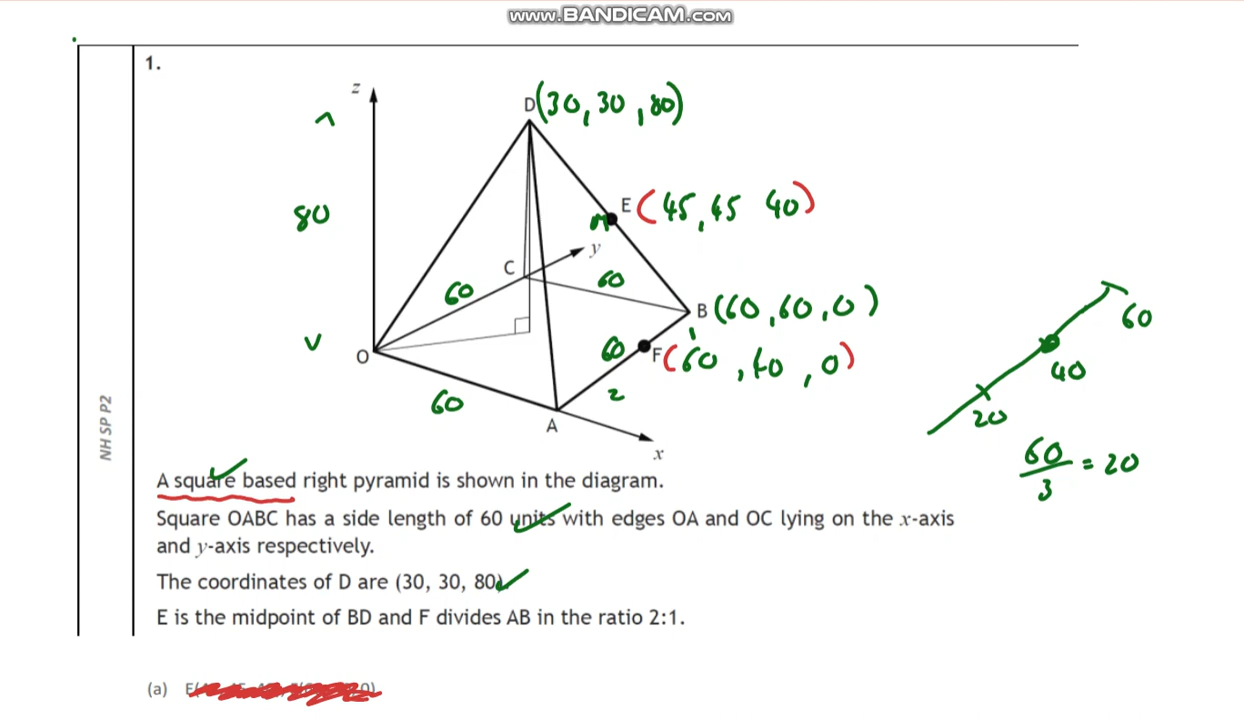 WWW.BANDICAM.COM
1.
z
D(30, 30, 80)
80
E(45, 45 40)
y
C
60
60
B(60, 60, 0)
60
O
60
1
F(60, 40, 0)
40
2
60
20
A
x
60/3 = 20
NH SD P2
A square based right pyramid is shown in the diagram.
Square OABC has a side length of 60 units with edges OA and OC lying on the x-axis
and y-axis respectively.
The coordinates of D are (30, 30, 80)
E is the midpoint of BD and F divides AB in the ratio 2:1.
(a) E(